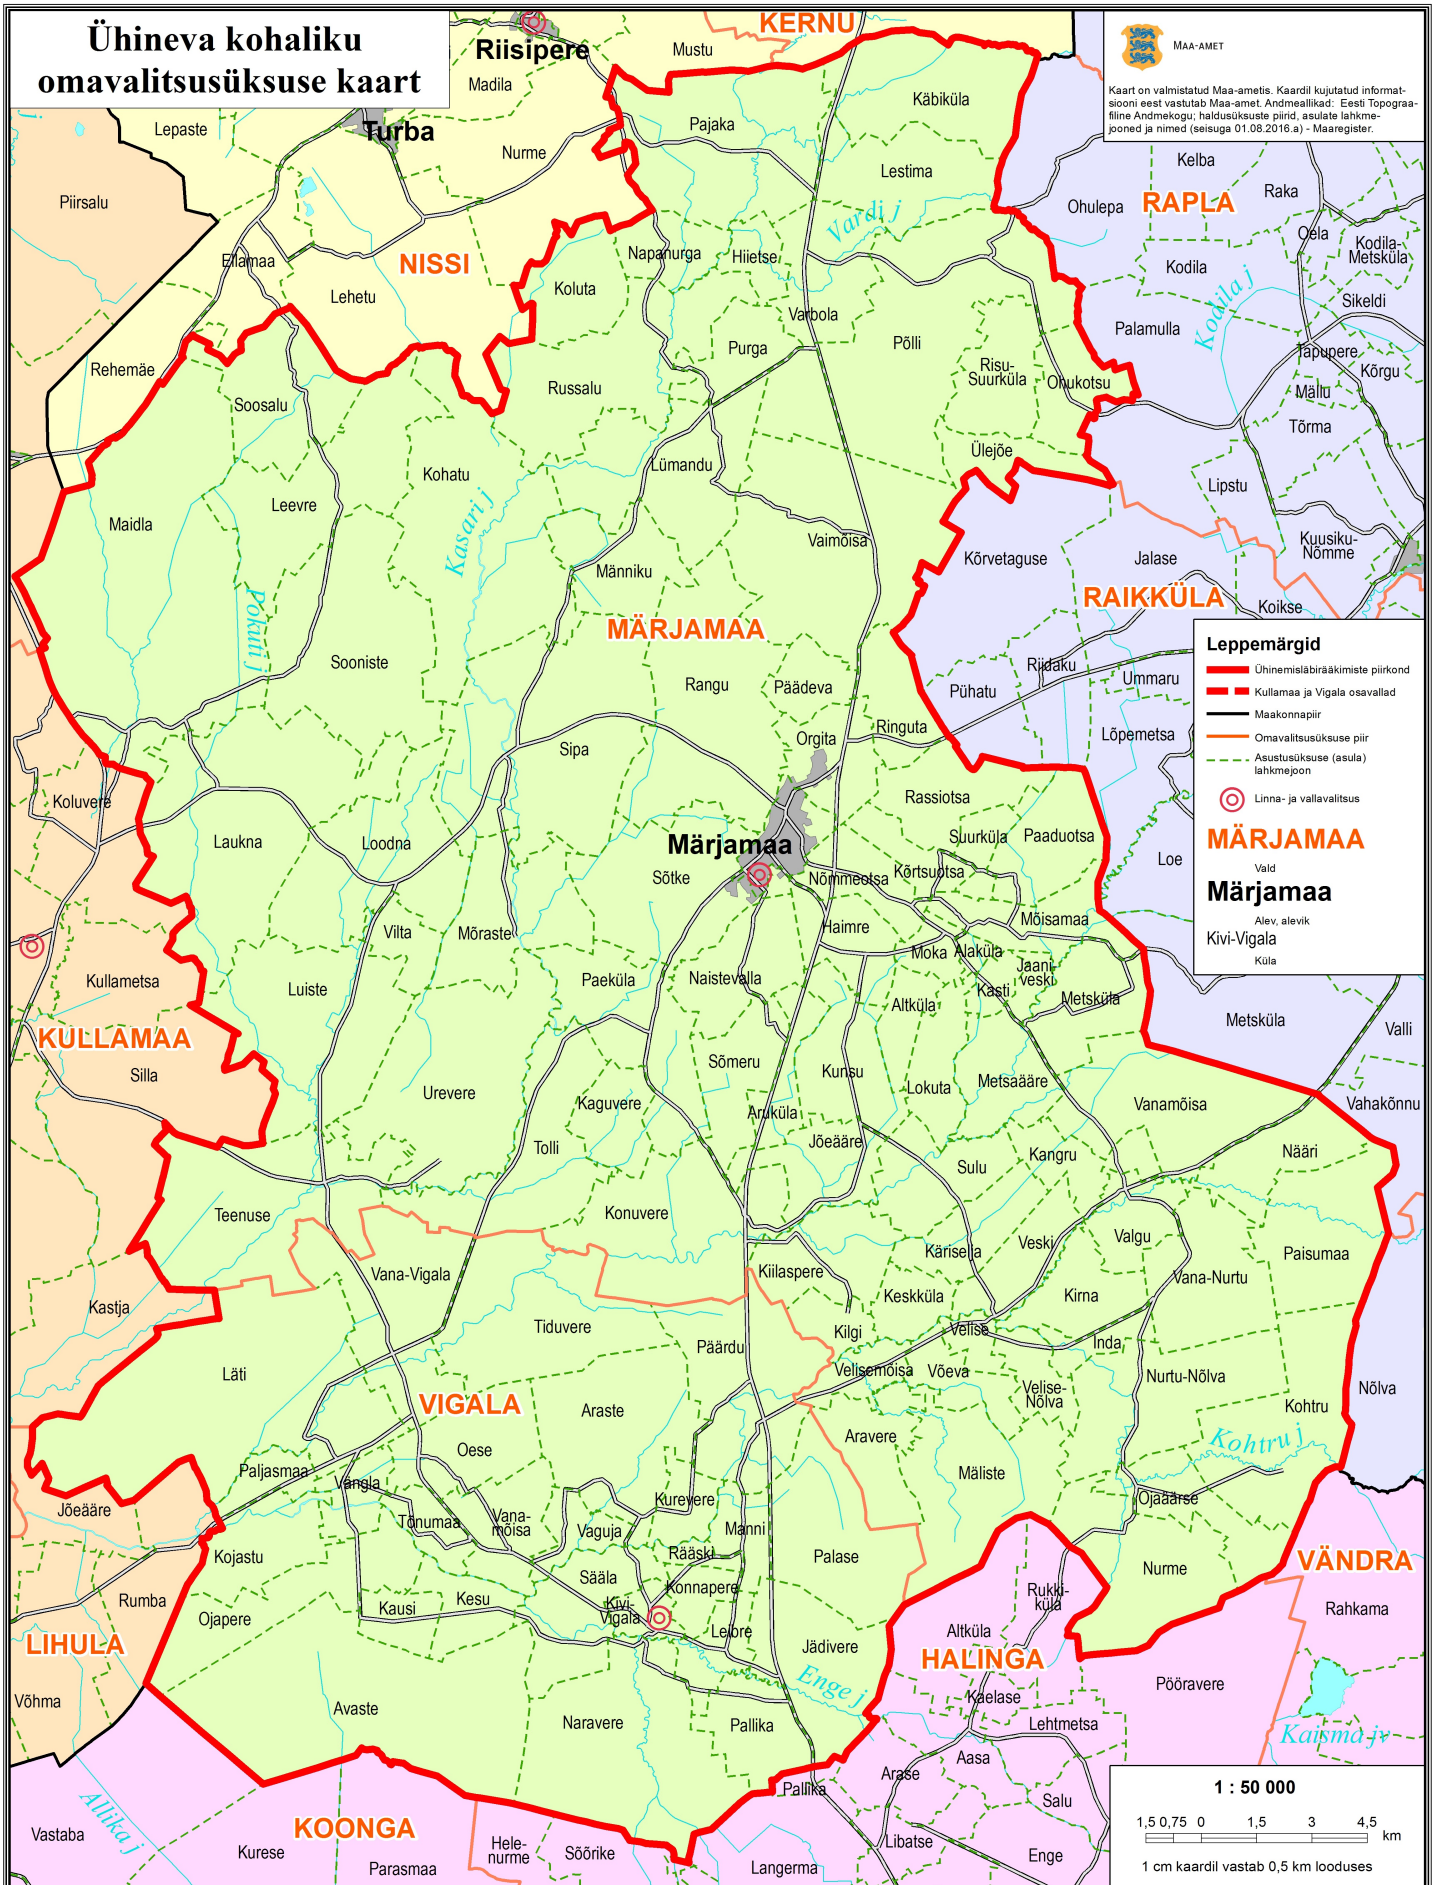 Ühineva kohaliku
omavalitsusüksuse kaart
MAA-AMET
Kaart on valmistatud Maa-ametis. Kaardil kujutatud informat-
siooni eest vastutab Maa-amet. Andmeallikad: Eesti Topograa-
filine Andmekogu; haldusüksuste piirid, asulate lahkme-
jooned ja nimed (seisuga 01.08.2016.a) - Maaregister.
KERNU
Riisipere
Mustu
Madila
Käbiküla
Lepaste
Turba
Pajaka
Nurme
Kelba
Lestima
Raka
Piirsalu
RAPLA
Ohulepa
Vardi j
Oela
Kodila-
Metsküla
Napanurga
Hiietse
Ellamaa
NISSI
Kodila
Koluta
Lehetu
Kodila j
Sikeldi
Varbola
Palamulla
Põlli
Purga
Tapupere
Rehemäe
Risu-
Suurküla
Kõrgu
Ohukotsu
Russalu
Mällu
Soosalu
Tõrma
Ülejõe
Lümandu
Kohatu
Lipstu
Leevre
Maidla
Kasari j
Vaimõisa
Kuusiku-
Nõmme
Kõrvetaguse
Jalase
Männiku
RAIKKÜLA
Koikse
Pokuti j
MÄRJAMAA
Sooniste
Riidaku
Rangu
Päädeva
Pühatu
Ummaru
Leppemärgid
Ühinemisläbirääkimiste piirkond
Kullamaa ja Vigala osavallad
Maakonnapiir
Omavalitsusüksuse piir
Asustusüksuse (asula)
lahkmejoon
Linna- ja vallavalitsus
MÄRJAMAA
Vald
Märjamaa
Alev, alevik
Kivi-Vigala
Küla
Ringuta
Lõpemetsa
Orgita
Sipa
Koluvere
Rassiotsa
Laukna
Loodna
Märjamaa
Suurküla
Paaduotsa
Loe
Sõtke
Nõmmeotsa
Kõrtsuotsa
Vilta
Mõraste
Haimre
Mõisamaa
Moka
Alaküla
Kullametsa
Luiste
Paeküla
Naistevalla
Jaani-
veski
Kasti
Metsküla
Altküla
Metsküla
Valli
KULLAMAA
Silla
Sõmeru
Kunsu
Lokuta
Metsaääre
Urevere
Kaguvere
Aruküla
Vanamõisa
Vahakõnnu
Tolli
Jõeääre
Kangru
Nääri
Sulu
Teenuse
Konuvere
Kärisella
Veski
Valgu
Paisumaa
Vana-Vigala
Kiilaspere
Vana-Nurtu
Kastja
Keskküla
Kirna
Tiduvere
Kilgi
Velise
Päärdu
Inda
Läti
Velisemõisa
Võeva
Nurtu-Nõlva
Velise-
Nõlva
Nõlva
VIGALA
Araste
Kohtru
Aravere
Kohtru j
Oese
Paljasmaa
Vängla
Mäliste
Jõeääre
Kurevere
Ojaäärse
Tõnumaa
Vana-
mõisa
Vaguja
Manni
Kojastu
Rääski
Palase
VÄNDRA
Nurme
Sääla
Konnapere
Rumba
Kesu
Kausi
Kivi-
Vigala
Rukki-
küla
Rahkama
Ojapere
Leibre
Altküla
LIHULA
Jädivere
HALINGA
Enge j
Pööravere
Võhma
Kaelase
Avaste
Naravere
Pallika
Lehtmetsa
Kaisma jv
Aasa
Arase
Pallika
Salu
1 : 50 000
1,5 0,75 0 1,5 3 4,5
km
1 cm kaardil vastab 0,5 km looduses
Allika j
Vastaba
KOONGA
Kurese
Parasmaa
Hele-
nurme
Sõõrike
Langerma
Libatse
Enge